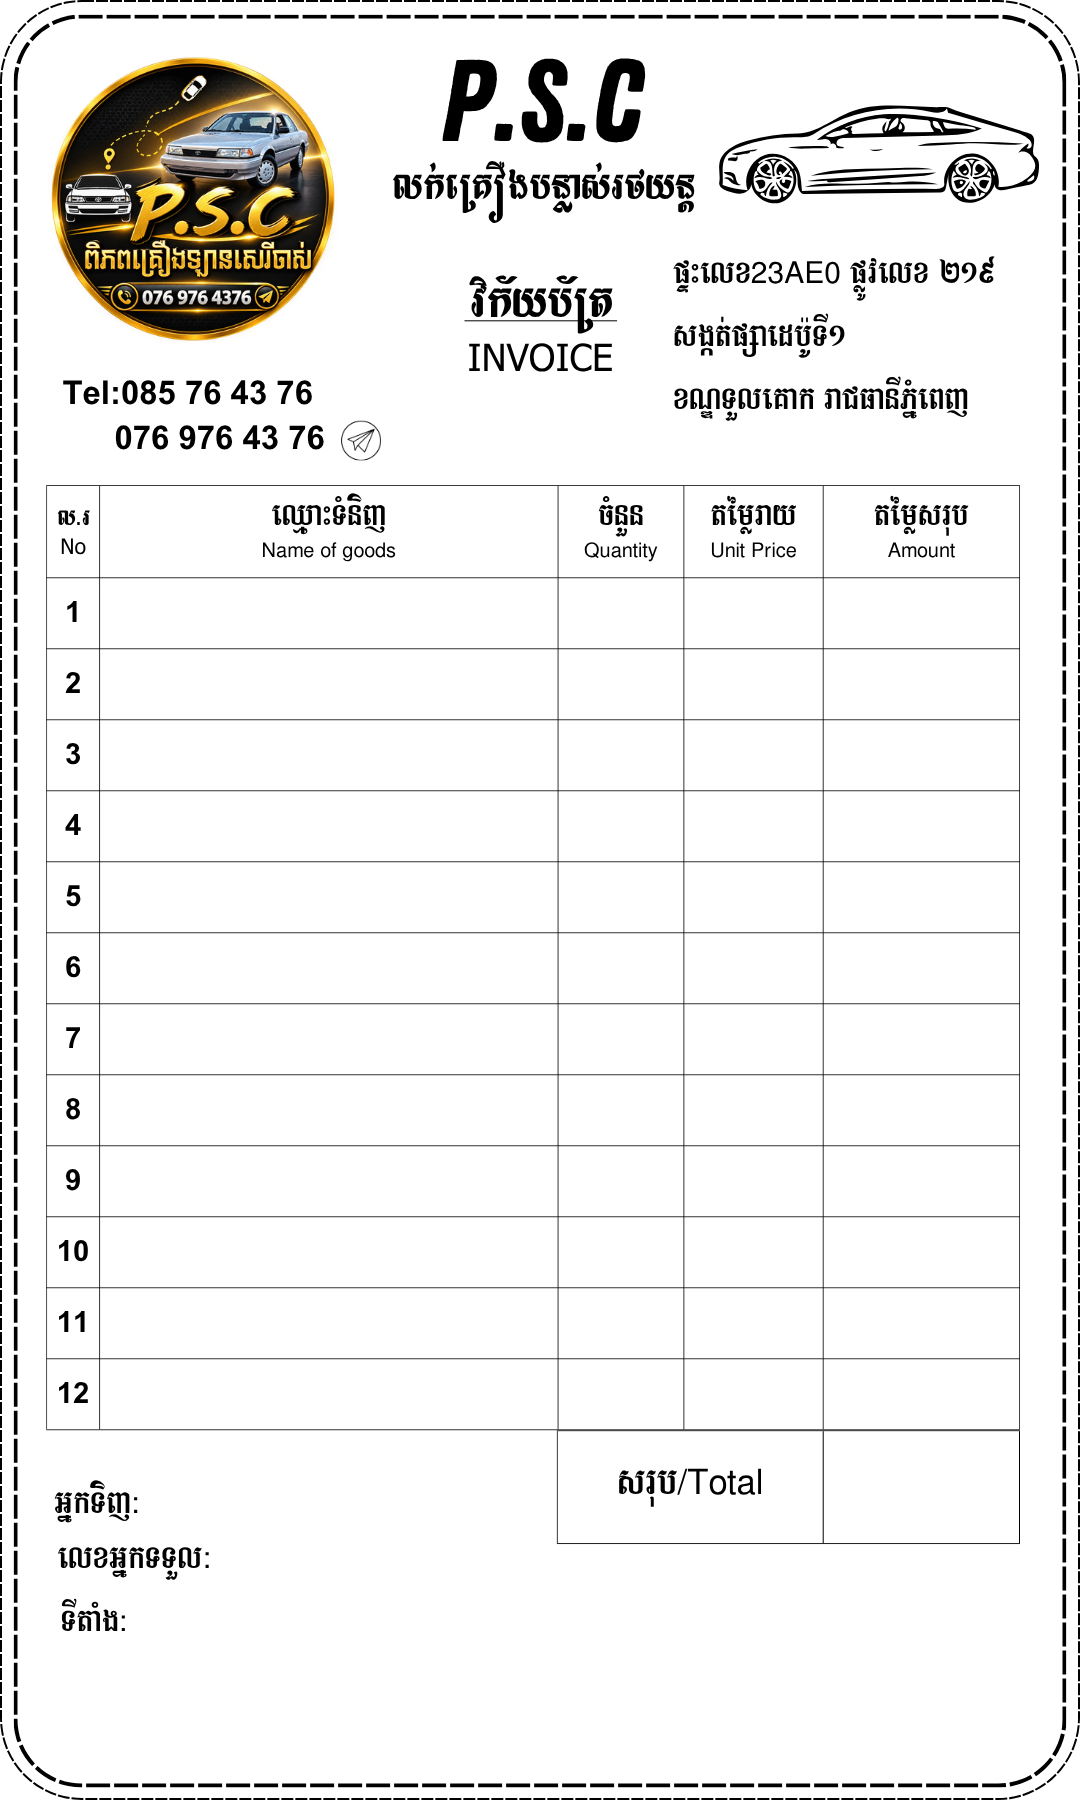 P.S.C
ពិភពគ្រឿងឡានសេរីចាស់
076 976 4376
P.S.C
លក់គ្រឿងបន្លាស់រថយន្ត
វិក័យប័ត្រ
INVOICE
ផ្ទះលេខ23AE0 ផ្លូវលេខ ២១៩
សង្កត់ផ្សាដេប៉ូទី១
ខណ្ឌទួលគោក រាជធានីភ្នំពេញ
Tel:085 76 43 76
076 976 43 76
ល.រ ឈ្មោះទំនិញ ចំនួន តម្លៃរាយ តម្លៃសរុប
No Name of goods Quantity Unit Price Amount
1
2
3
4
5
6
7
8
9
10
11
12
សរុប/Total
អ្នកទិញ:
លេខអ្នកទទួល:
ទីតាំង: